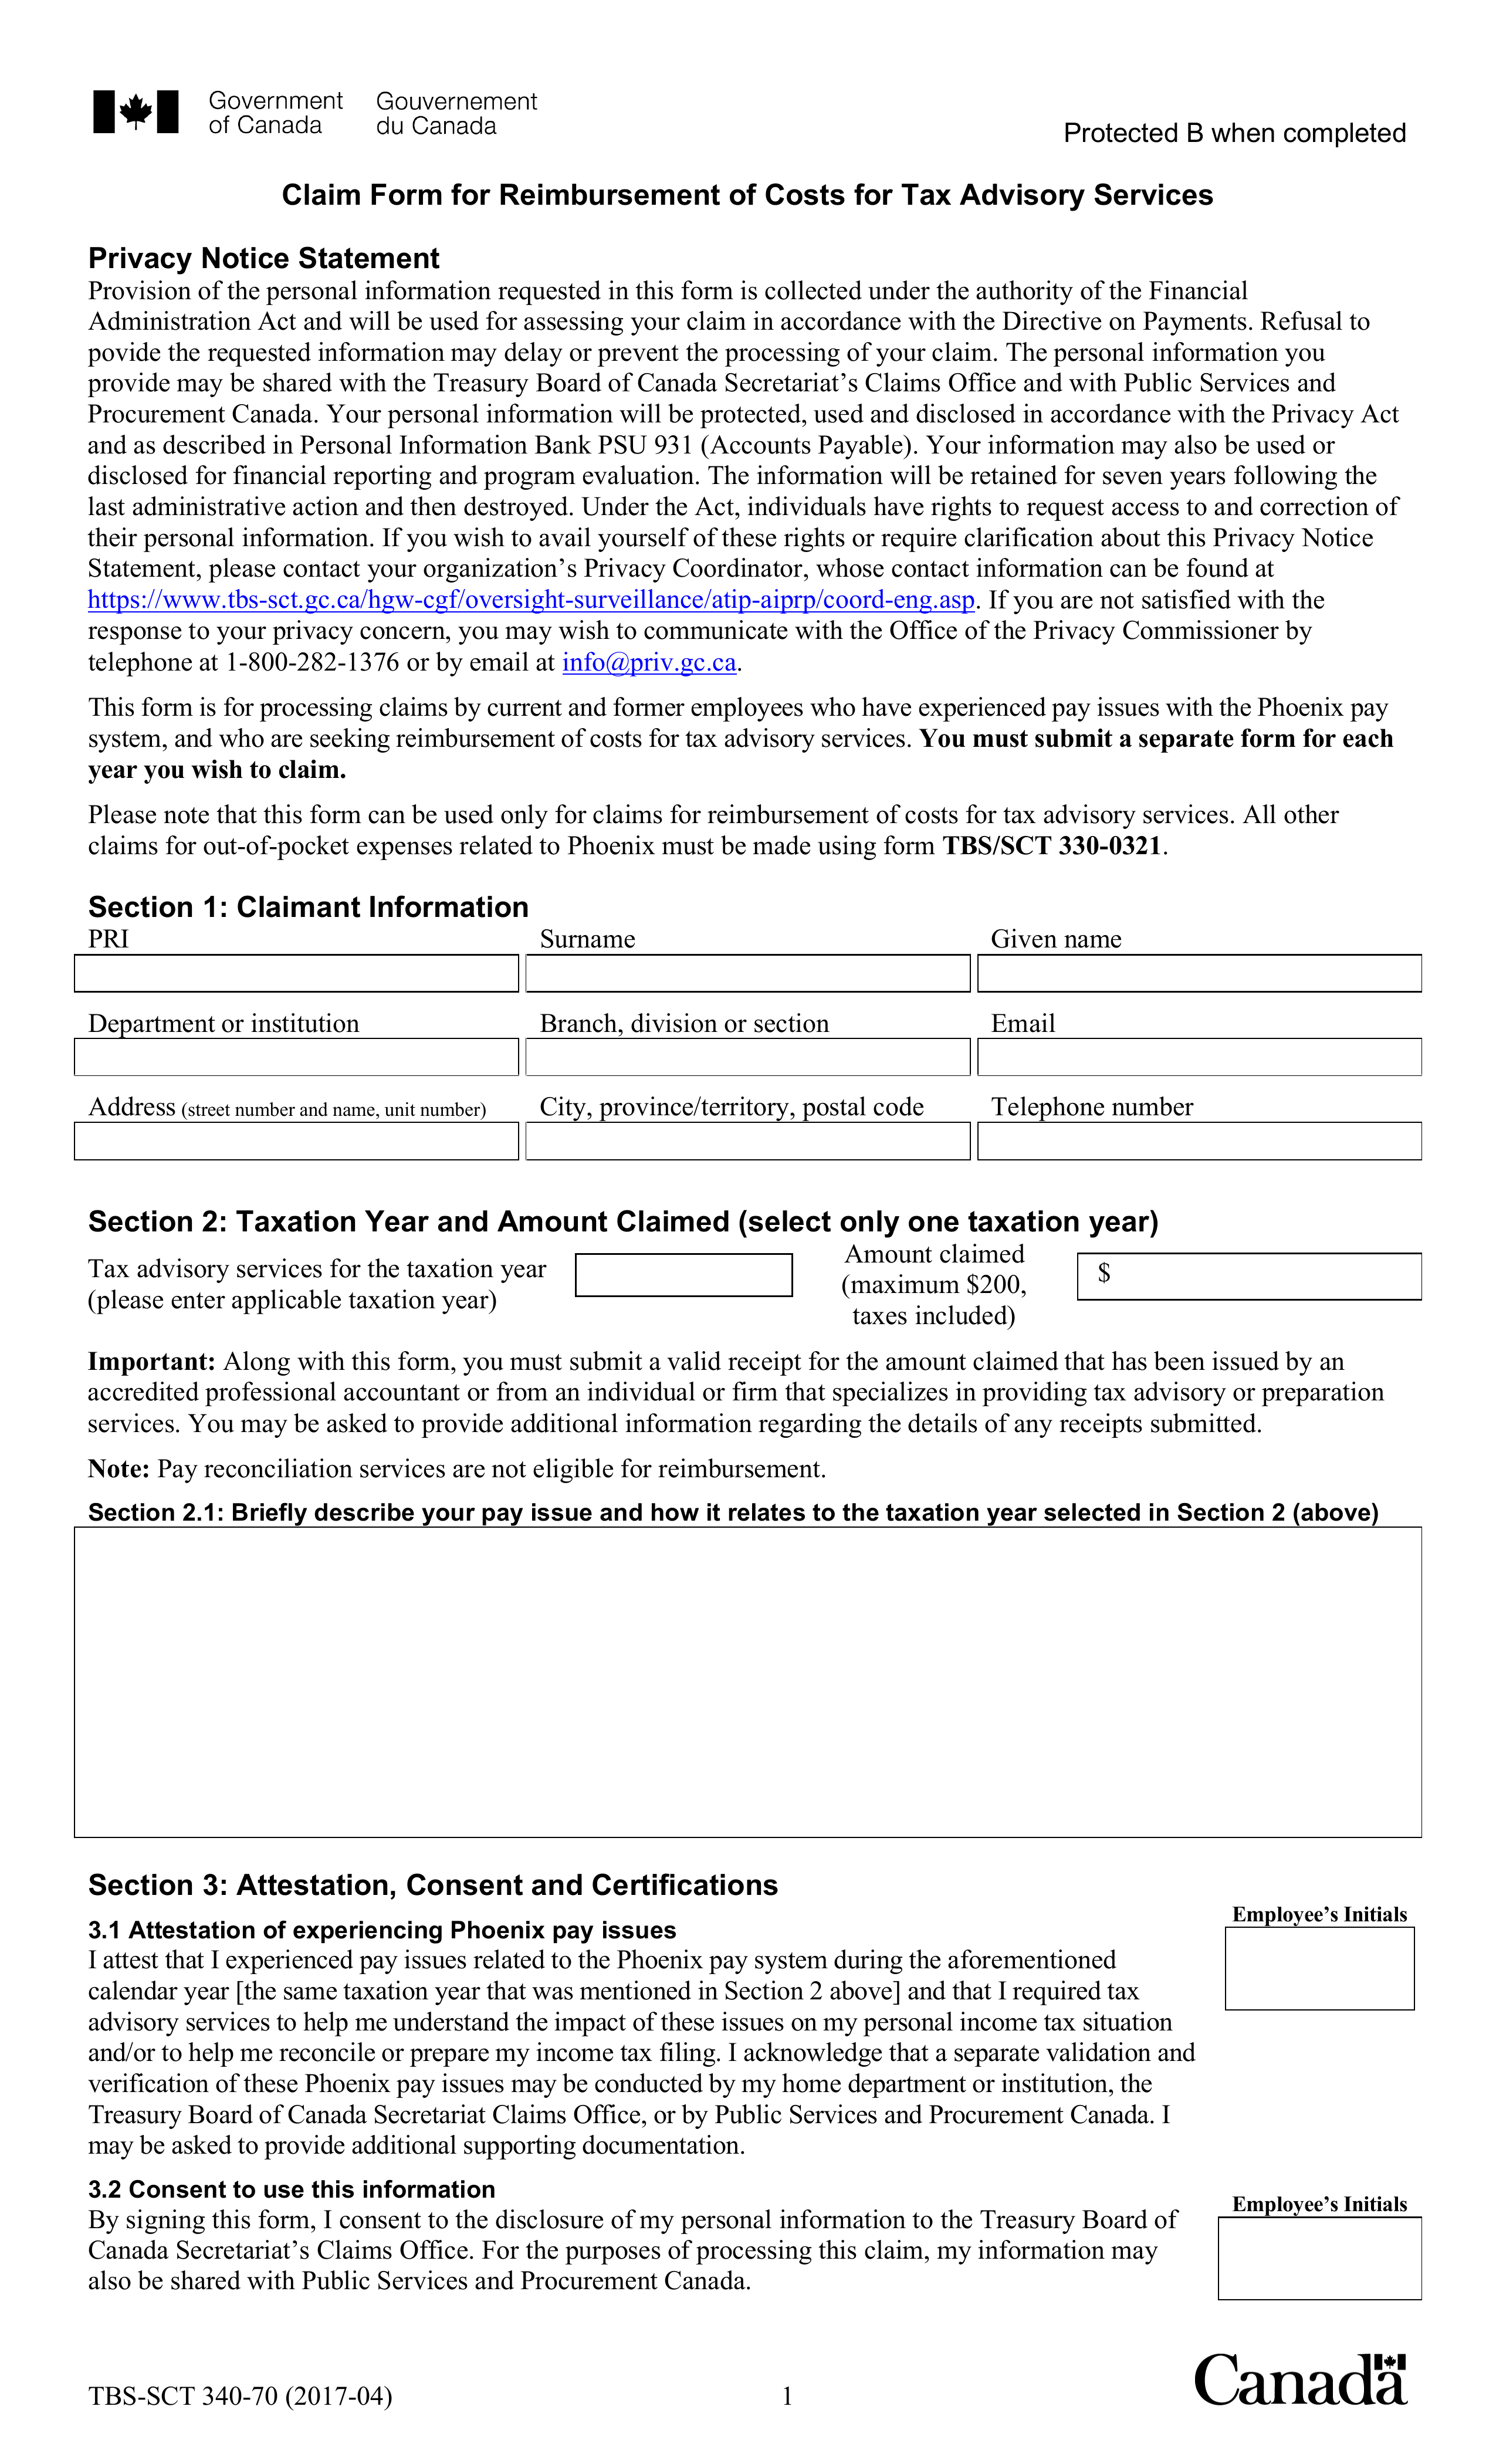 Government
of Canada
Gouvernement
du Canada
Protected B when completed
Claim Form for Reimbursement of Costs for Tax Advisory Services
Privacy Notice Statement
Provision of the personal information requested in this form is collected under the authority of the Financial
Administration Act and will be used for assessing your claim in accordance with the Directive on Payments. Refusal to
povide the requested information may delay or prevent the processing of your claim. The personal information you
provide may be shared with the Treasury Board of Canada Secretariat’s Claims Office and with Public Services and
Procurement Canada. Your personal information will be protected, used and disclosed in accordance with the Privacy Act
and as described in Personal Information Bank PSU 931 (Accounts Payable). Your information may also be used or
disclosed for financial reporting and program evaluation. The information will be retained for seven years following the
last administrative action and then destroyed. Under the Act, individuals have rights to request access to and correction of
their personal information. If you wish to avail yourself of these rights or require clarification about this Privacy Notice
Statement, please contact your organization’s Privacy Coordinator, whose contact information can be found at
https://www.tbs-sct.gc.ca/hgw-cgf/oversight-surveillance/atip-aiprp/coord-eng.asp. If you are not satisfied with the
response to your privacy concern, you may wish to communicate with the Office of the Privacy Commissioner by
telephone at 1-800-282-1376 or by email at info@priv.gc.ca.
This form is for processing claims by current and former employees who have experienced pay issues with the Phoenix pay
system, and who are seeking reimbursement of costs for tax advisory services. You must submit a separate form for each
year you wish to claim.
Please note that this form can be used only for claims for reimbursement of costs for tax advisory services. All other
claims for out-of-pocket expenses related to Phoenix must be made using form TBS/SCT 330-0321.
Section 1: Claimant Information
PRI Surname Given name
Department or institution Branch, division or section Email
Address (street number and name, unit number) City, province/territory, postal code Telephone number
Section 2: Taxation Year and Amount Claimed (select only one taxation year)
Tax advisory services for the taxation year
(please enter applicable taxation year)
Amount claimed
(maximum $200,
taxes included)
$
Important: Along with this form, you must submit a valid receipt for the amount claimed that has been issued by an
accredited professional accountant or from an individual or firm that specializes in providing tax advisory or preparation
services. You may be asked to provide additional information regarding the details of any receipts submitted.
Note: Pay reconciliation services are not eligible for reimbursement.
Section 2.1: Briefly describe your pay issue and how it relates to the taxation year selected in Section 2 (above)
Section 3: Attestation, Consent and Certifications
Employee’s Initials
3.1 Attestation of experiencing Phoenix pay issues
I attest that I experienced pay issues related to the Phoenix pay system during the aforementioned
calendar year [the same taxation year that was mentioned in Section 2 above] and that I required tax
advisory services to help me understand the impact of these issues on my personal income tax situation
and/or to help me reconcile or prepare my income tax filing. I acknowledge that a separate validation and
verification of these Phoenix pay issues may be conducted by my home department or institution, the
Treasury Board of Canada Secretariat Claims Office, or by Public Services and Procurement Canada. I
may be asked to provide additional supporting documentation.
3.2 Consent to use this information
Employee’s Initials
By signing this form, I consent to the disclosure of my personal information to the Treasury Board of
Canada Secretariat’s Claims Office. For the purposes of processing this claim, my information may
also be shared with Public Services and Procurement Canada.
TBS-SCT 340-70 (2017-04) 1 Canada